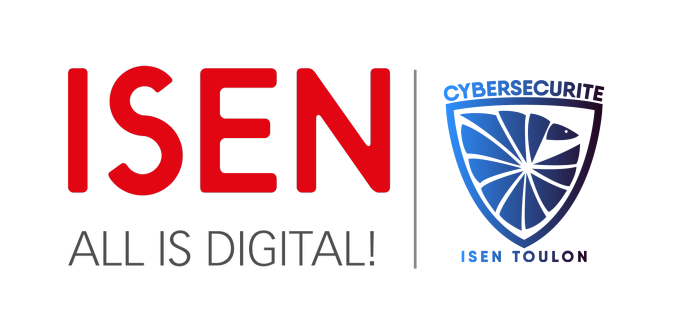 ISEN
ALL IS DIGITAL!
CYBERSECURITE
ISEN TOULON